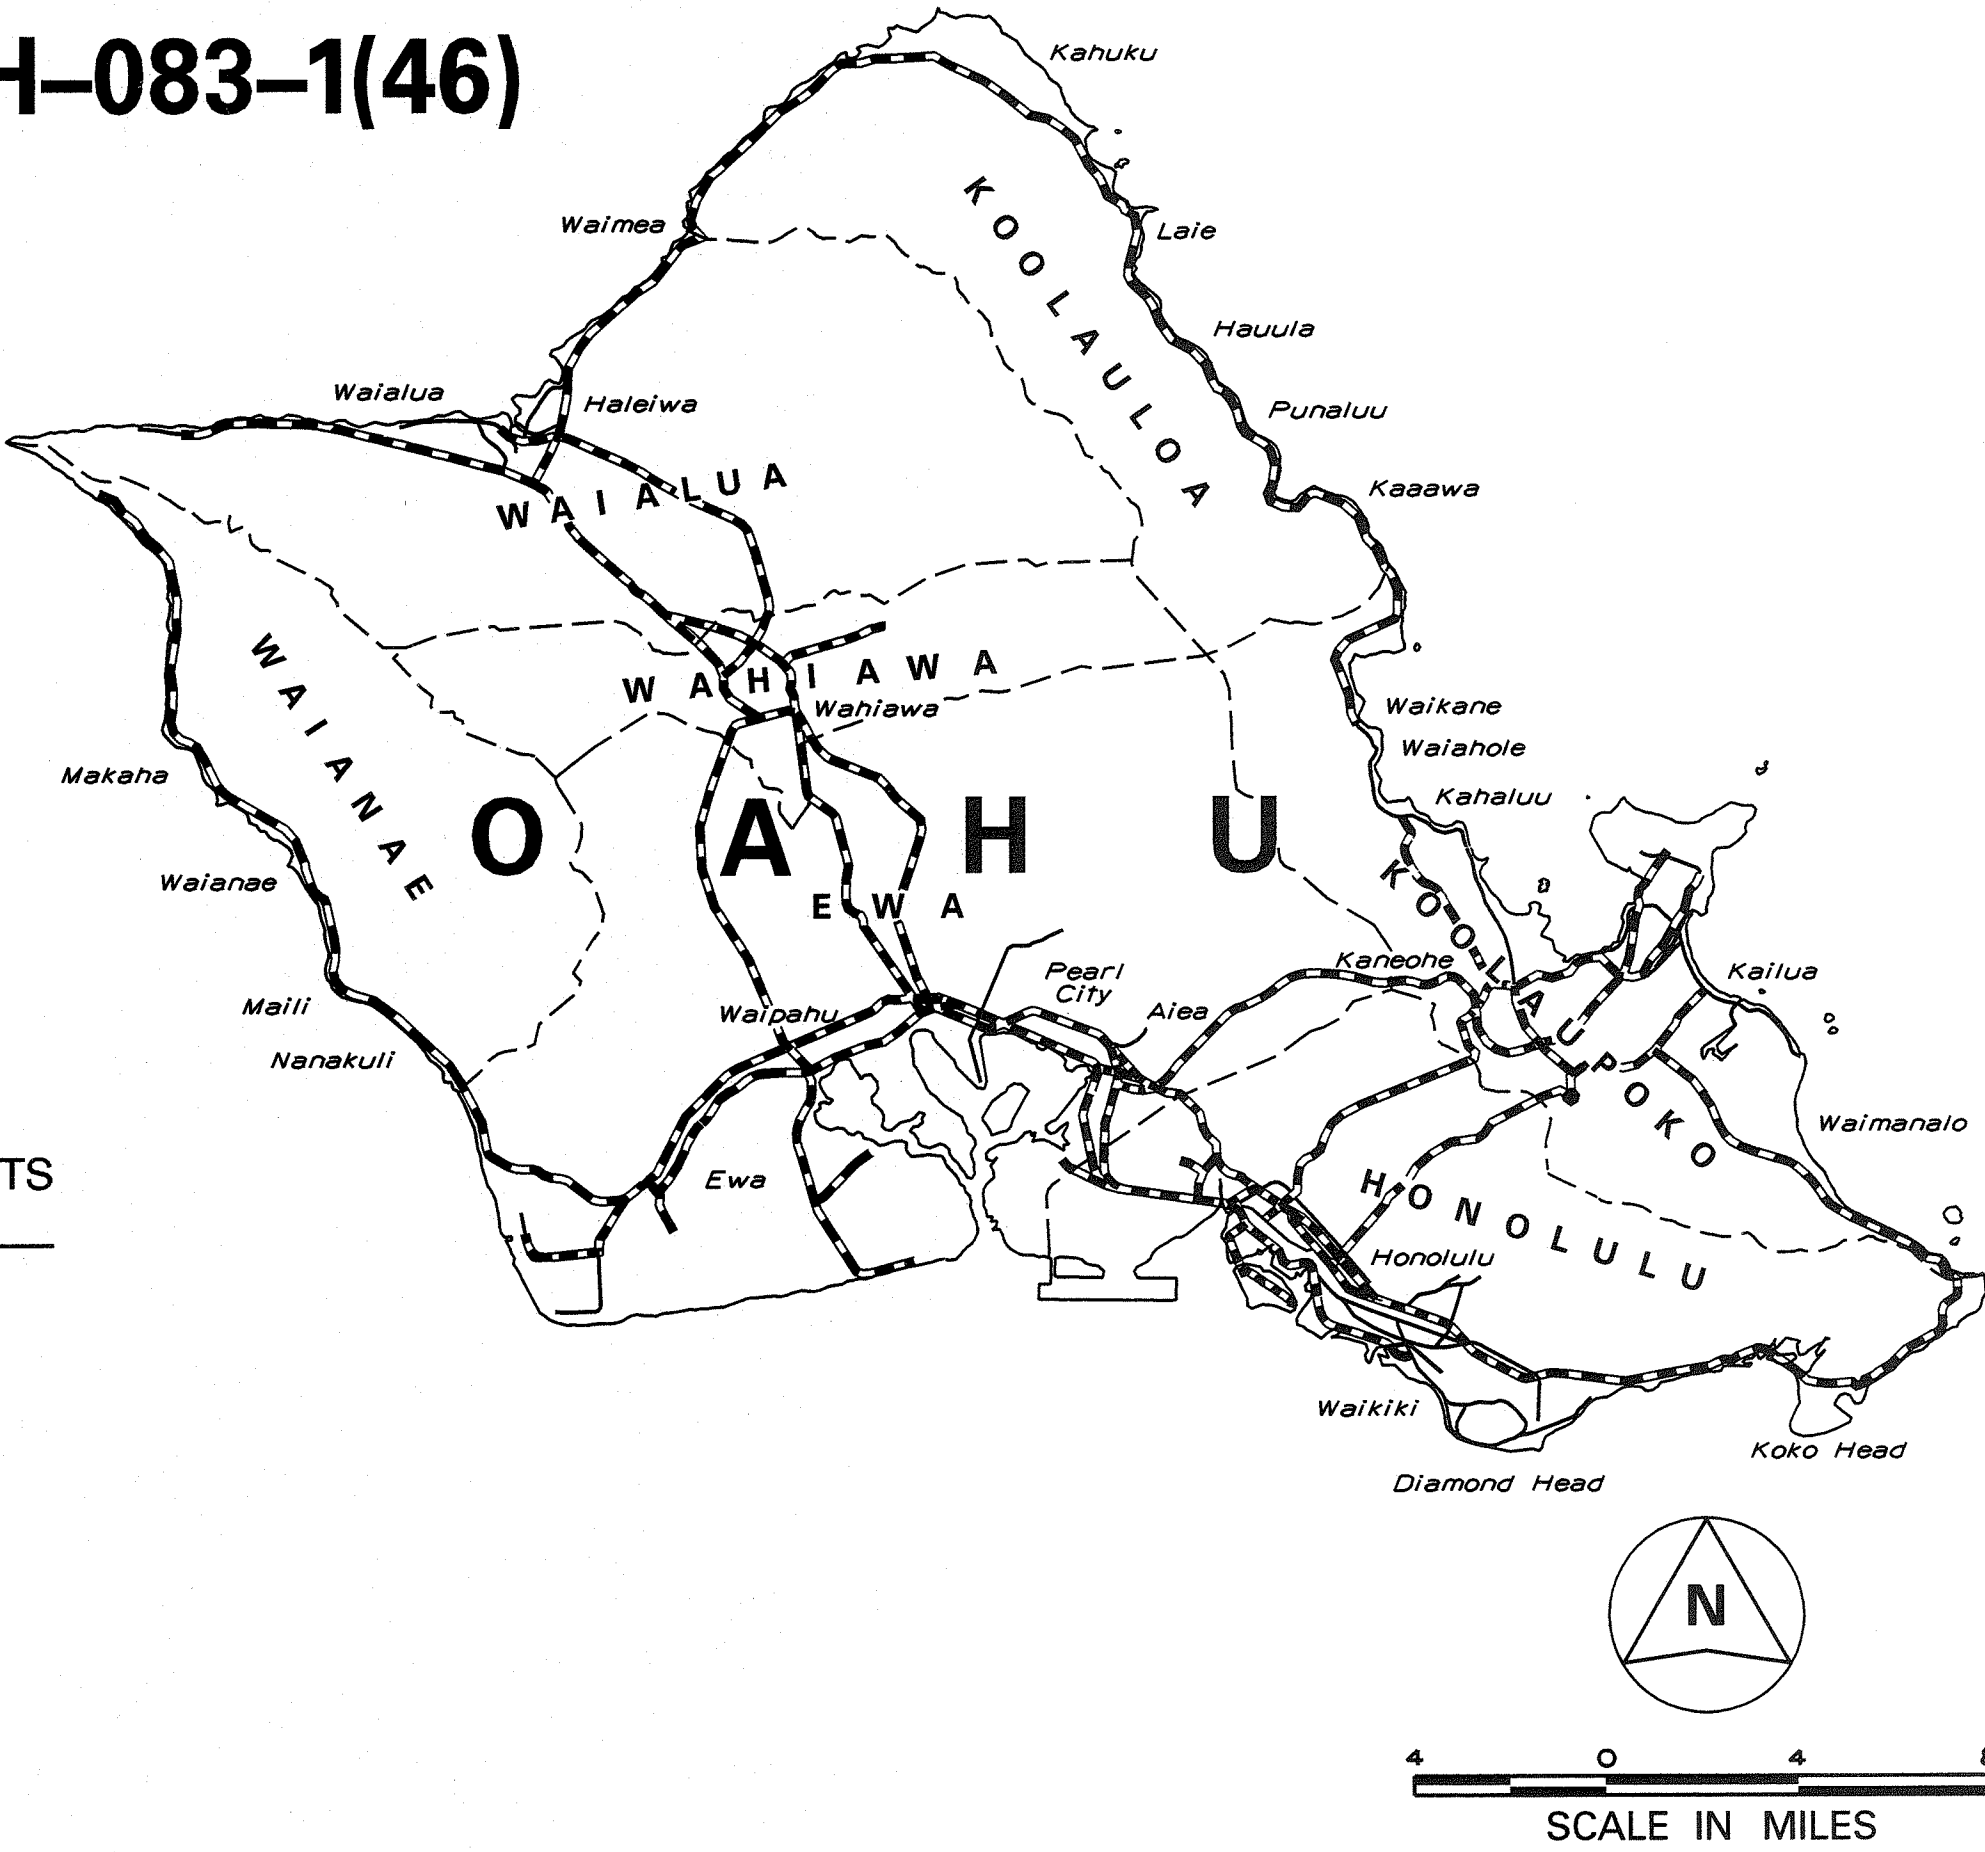 H–083–1(46)
Kahuku
KOOLAULOA
Waimea
Laie
Hauula
Waialua
Haleiwa
Punaluu
WAIALUA
Kaaawa
WAIANAE
WAHIAWA
Wahiawa
Waikane
Waiahole
Makaha
Kahaluu
OAHU
Waianae
EWA
KOOLAUPOKO
Kaneohe
Pearl
City
Kailua
Maili
Waipahu
Aiea
Nanakuli
Waimanalo
TS
Ewa
HONOLULU
Honolulu
Waikiki
Koko Head
Diamond Head
N
4 0 4
SCALE IN MILES